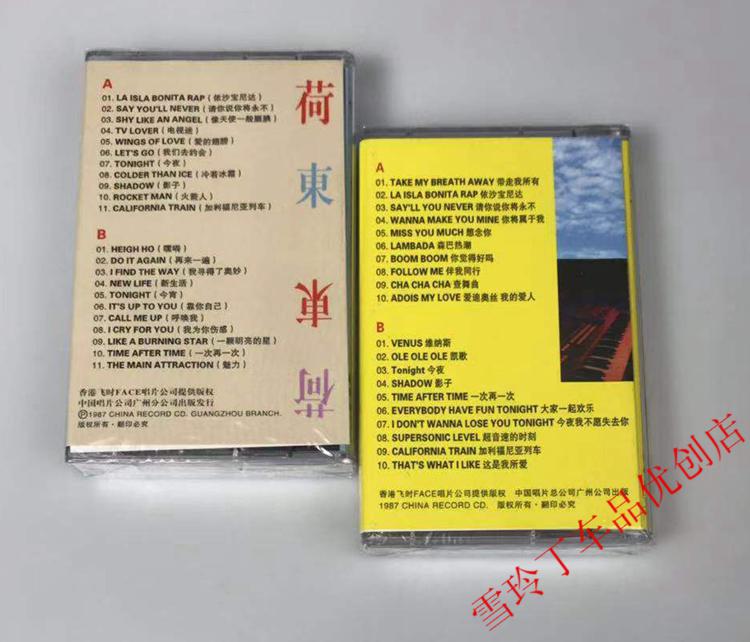 A
01. LA ISLA BONITA RAP (依沙宝尼达)
02. SAY YOU'LL NEVER (请你说你将永不)
03. SHY LIKE AN ANGEL (像天使一般腼腆)
04. TV LOVER (电视迷)
05. WINGS OF LOVE (爱的翅膀)
06. LET'S GO (我们去约会)
07. TONIGHT (今夜)
08. COLDER THAN ICE (冷若冰霜)
09. SHADOW (影子)
10. ROCKET MAN (火箭人)
11. CALIFORNIA TRAIN (加利福尼亚列车)
B
01. HEIGH HO (嘿嗬)
02. DO IT AGAIN (再来一遍)
03. I FIND THE WAY (我寻得了奥妙)
04. NEW LIFE (新生活)
05. TONIGHT (今宵)
06. IT'S UP TO YOU (靠你自己)
07. CALL ME UP (呼唤我)
08. I CRY FOR YOU (我为你伤感)
09. LIKE A BURNING STAR (一颗明亮的星)
10. TIME AFTER TIME (一次再一次)
11. THE MAIN ATTRACTION (魅力)
香港飞时FACE唱片公司提供版权
中国唱片公司广州分公司出版发行
Ⓟ1987 CHINA RECORD CD. GUANGZHOU BRANCH.
版权所有·翻印必究
荷
東
東
荷
A
01. TAKE MY BREATH AWAY 带走我所有
02. LA ISLA BONITA RAP 依沙宝尼达
03. SAY'LL YOU NEVER 请你说你将永不
04. WANNA MAKE YOU MINE 你将属于我
05. MISS YOU MUCH 憨念你
06. LAMBADA 森巴热潮
07. BOOM BOOM 你觉得好吗
08. FOLLOW ME 伴我同行
09. CHA CHA CHA 查舞曲
10. ADOIS MY LOVE 爱迪奥丝 我的爱人
B
01. VENUS 维纳斯
02. OLE OLE OLE 凯歌
03. Tonight 今夜
04. SHADOW 影子
05. TIME AFTER TIME 一次再一次
06. EVERYBODY HAVE FUN TONIGHT 大家一起欢乐
07. I DON'T WANNA LOSE YOU TONIGHT 今夜我不愿失去你
08. SUPERSONIC LEVEL 超音速的时刻
09. CALIFORNIA TRAIN 加利福尼亚列车
10. THAT'S WHAT I LIKE 这是我所爱
香港飞时FACE唱片公司提供版权 中国唱片总公司广州公司出版
1987 CHINA RECORD CD. 版权所有·翻印必究
雪玲丁车品优创店